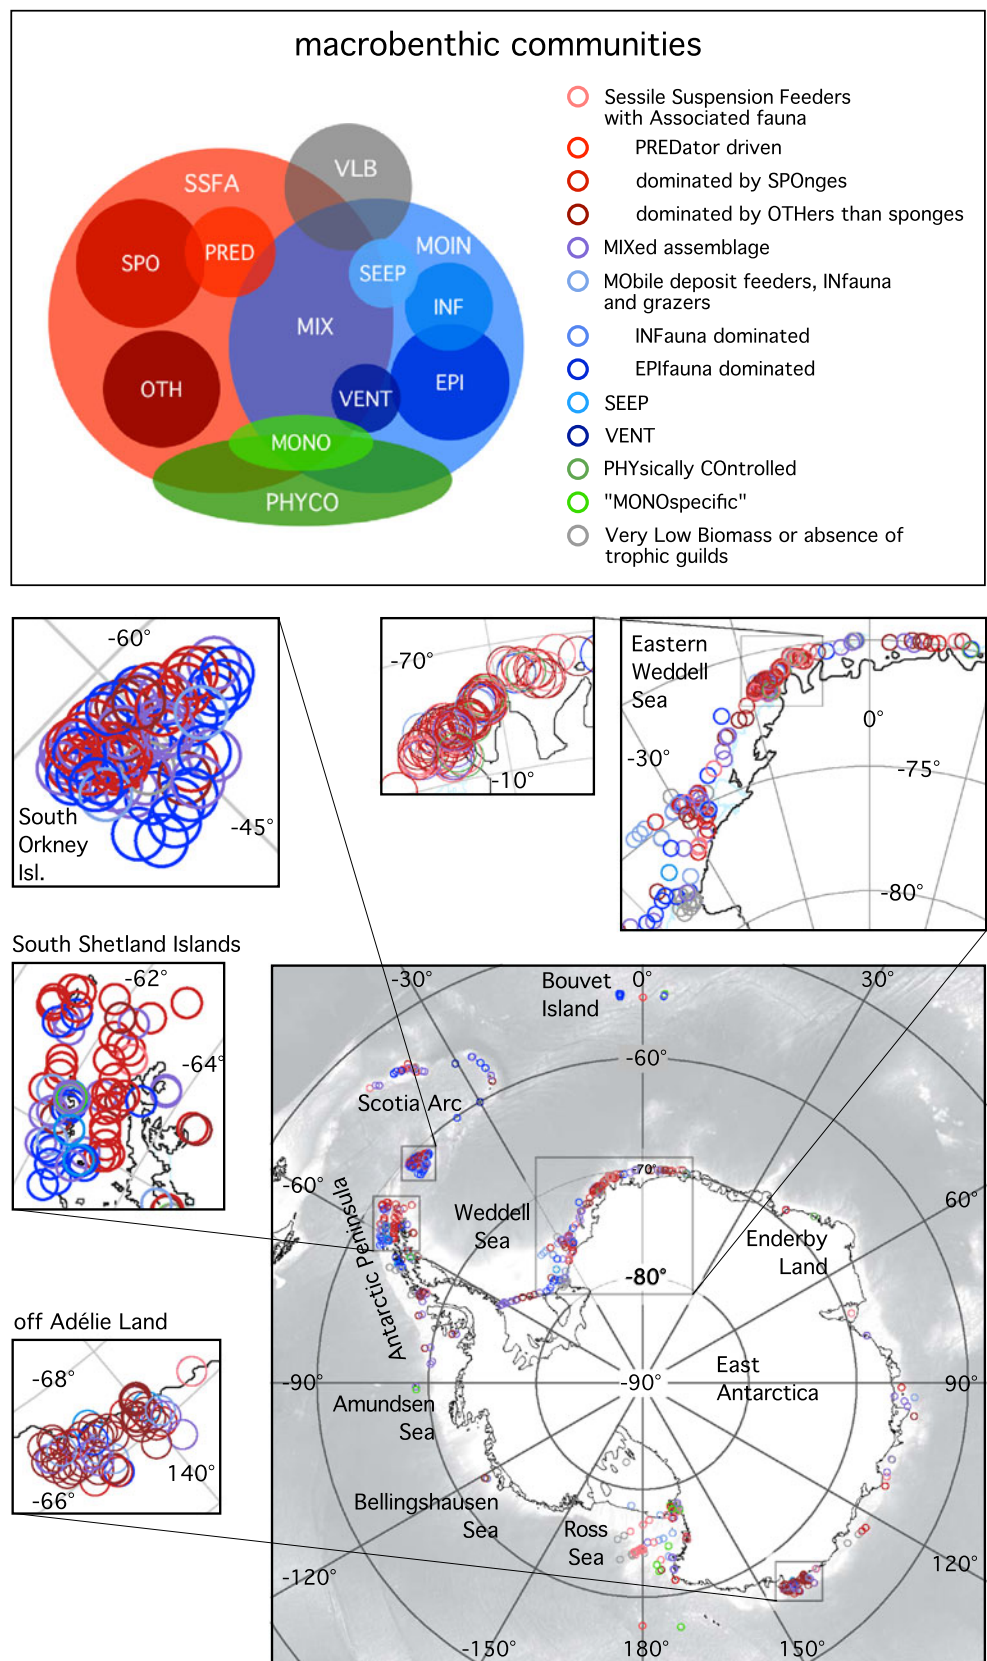 macrobenthic communities
SSFA
VLB
SPO
PRED
MOIN
SEEP
INF
MIX
OTH
VENT
EPI
MONO
PHYCO
Sessile Suspension Feeders
with Associated fauna
PREDator driven
dominated by SPOnges
dominated by OTHers than sponges
MIXed assemblage
MObile deposit feeders, INfauna
and grazers
INFauna dominated
EPIfauna dominated
SEEP
VENT
PHYsically COntrolled
"MONOspecific"
Very Low Biomass or absence of
trophic guilds
-60°
-45°
South
Orkney
Isl.
-70°
-10°
Eastern
Weddell
Sea
0°
-30°
-75°
-80°
South Shetland Islands
-62°
-64°
off Adélie Land
-68°
140°
-66°
-30°
Bouvet
Island
0°
30°
-60°
Scotia Arc
-70°
-60°
Antarctic Peninsula
Weddell
Sea
60°
Enderby
Land
-80°
East
Antarctica
-90°
-90°
90°
Amundsen
Sea
Bellingshausen
Sea
Ross
Sea
-120°
120°
-150°
180°
150°